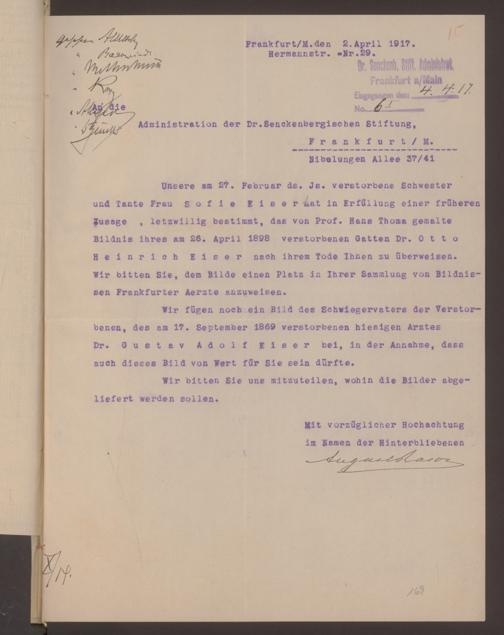 Frankfurt/M.den 2.April 1917.
Hermannstr. -Nr.29.
15
Dr. Senckenb. Stift. Administrat.
Frankfurt a/Main
Eingegangen den 4.4.17.
No. 65
An die
Administration der Dr.Senckenbergischen Stiftung,
Frankfurt/M.
Nibelungen Allee 37/41
Unsere am 27. Februar ds. Js. verstorbene Schwester
und Tante Frau Sofie Eiser hat in Erfüllung einer früheren
Zusage , letzwillig bestimmt, das von Prof. Hans Thoma gemalte
Bildnis ihres am 26. April 1898 verstorbenen Gatten Dr. Otto
Heinrich Eiser nach ihrem Tode Ihnen zu überweisen.
Wir bitten Sie, dem Bilde einen Platz in Ihrer Sammlung von Bildnis-
sen Frankfurter Aerzte anzuweisen.
Wir fügen noch ein Bild des Schwiegervaters der Verstor-
benen, des am 17. September 1869 verstorbenen hiesigen Arztes
Dr. Gustav Adolf Eiser bei, in der Annahme, dass
auch dieses Bild von Wert für Sie sein dürfte.
Wir bitten Sie uns mitzuteilen, wohin die Bilder abge-
liefert werden sollen.
Mit vorzüglicher Hochachtung
im Namen der Hinterbliebenen